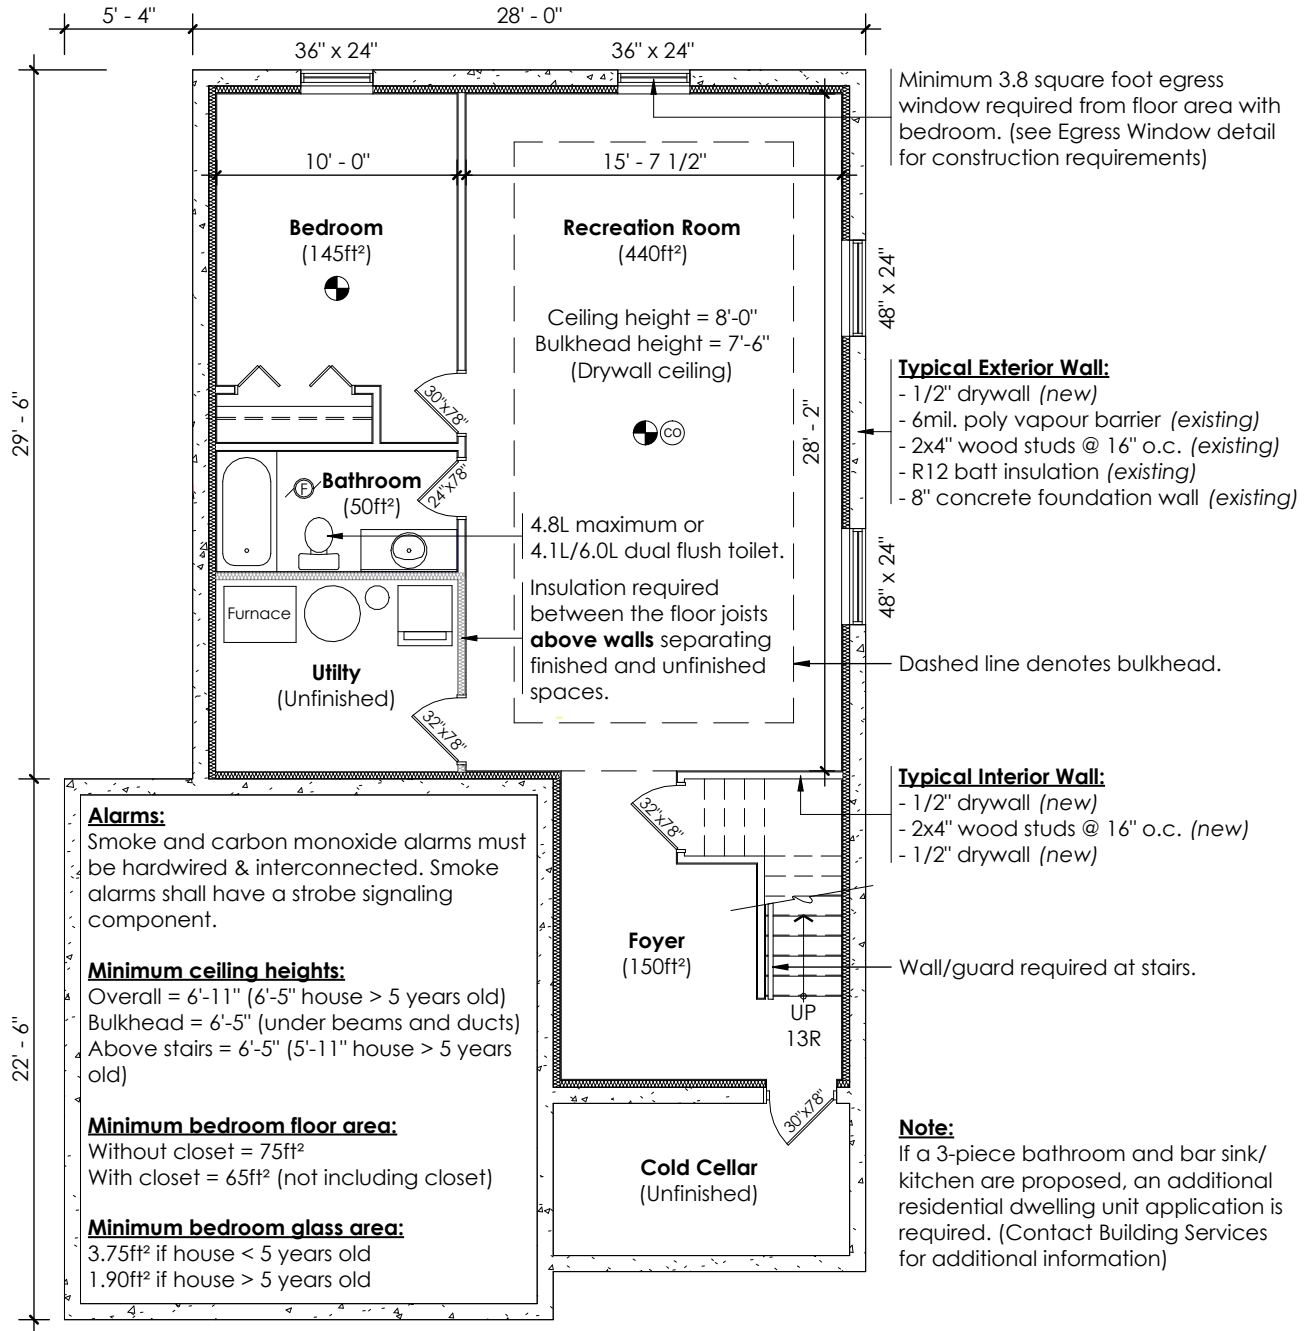 5' - 4"
28' - 0"
36" x 24"
36" x 24"
Minimum 3.8 square foot egress
window required from floor area with
bedroom. (see Egress Window detail
for construction requirements)
10' - 0"
15' - 7 1/2"
Bedroom
(145ft²)
Recreation Room
(440ft²)
Ceiling height = 8'-0"
Bulkhead height = 7'-6"
(Drywall ceiling)
48" x 24"
29' - 6"
30"x78"
CO
28' - 2"
Typical Exterior Wall:
- 1/2" drywall (new)
- 6mil. poly vapour barrier (existing)
- 2x4" wood studs @ 16" o.c. (existing)
- R12 batt insulation (existing)
- 8" concrete foundation wall (existing)
F
Bathroom
(50ft²)
24"x78"
4.8L maximum or
4.1L/6.0L dual flush toilet.
48" x 24"
Furnace
Insulation required
between the floor joists
above walls separating
finished and unfinished
spaces.
Utilty
(Unfinished)
32"x78"
Dashed line denotes bulkhead.
Typical Interior Wall:
- 1/2" drywall (new)
- 2x4" wood studs @ 16" o.c. (new)
- 1/2" drywall (new)
32"x78"
Alarms:
Smoke and carbon monoxide alarms must
be hardwired & interconnected. Smoke
alarms shall have a strobe signaling
component.
Minimum ceiling heights:
Overall = 6'-11" (6'-5" house > 5 years old)
Bulkhead = 6'-5" (under beams and ducts)
Above stairs = 6'-5" (5'-11" house > 5 years
old)
Minimum bedroom floor area:
Without closet = 75ft²
With closet = 65ft² (not including closet)
Minimum bedroom glass area:
3.75ft² if house < 5 years old
1.90ft² if house > 5 years old
22' - 6"
Foyer
(150ft²)
Wall/guard required at stairs.
UP
13R
30"x78"
Cold Cellar
(Unfinished)
Note:
If a 3-piece bathroom and bar sink/
kitchen are proposed, an additional
residential dwelling unit application is
required. (Contact Building Services
for additional information)